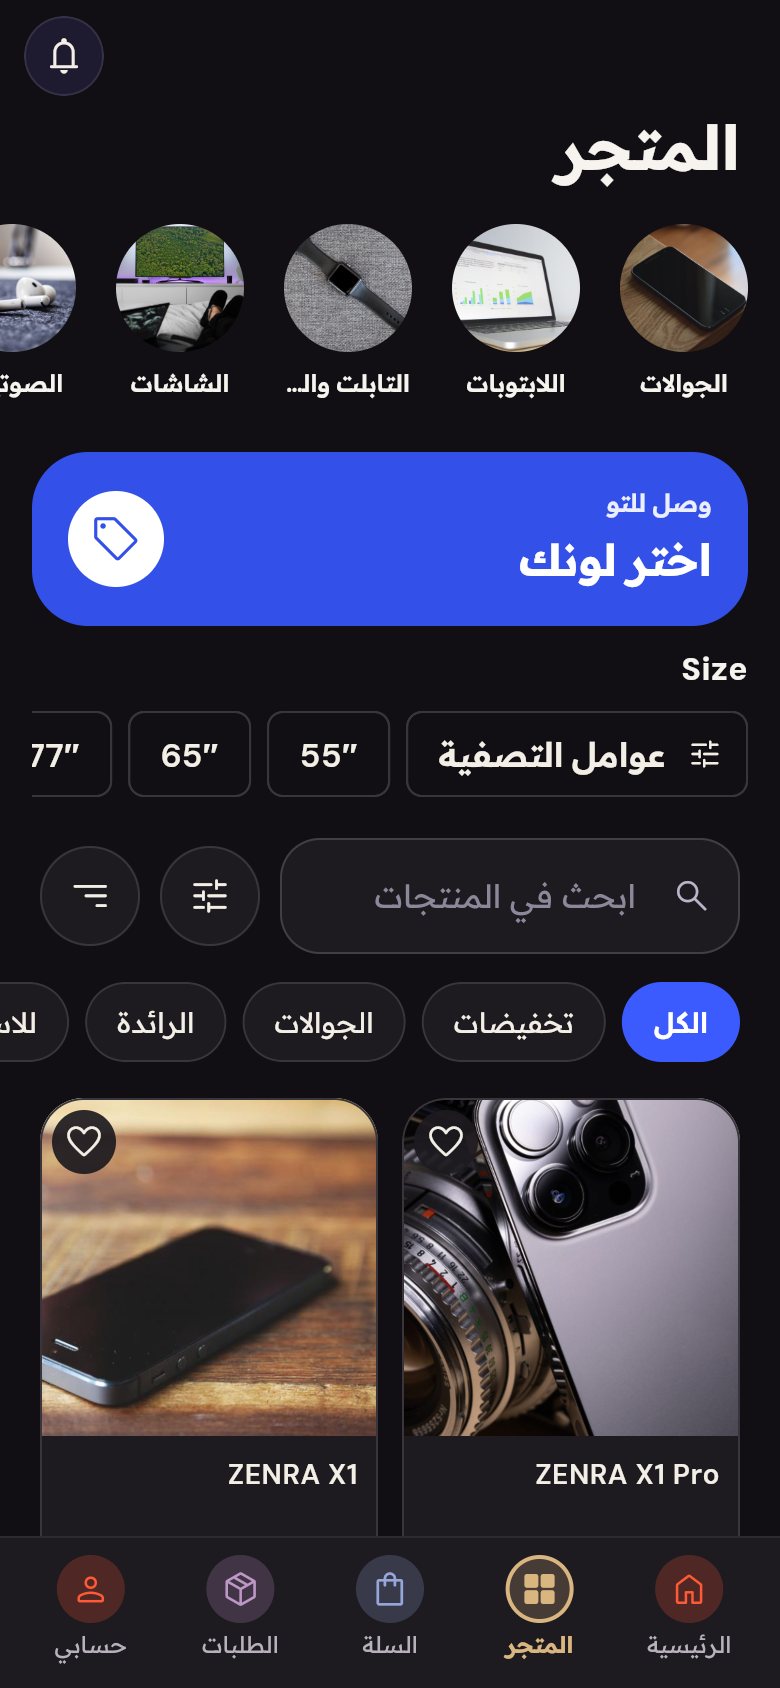 المتجر
الجوالات
اللابتوبات
التابلت والـ...
الشاشات
الصوت
وصل للتو
اختر لونك
Size
عوامل التصفية
55″
65″
77″
ابحث في المنتجات
الكل
تخفيضات
الجوالات
الرائدة
ZENRA X1 Pro
ZENRA X1
الرئيسية
المتجر
السلة
الطلبات
حسابي